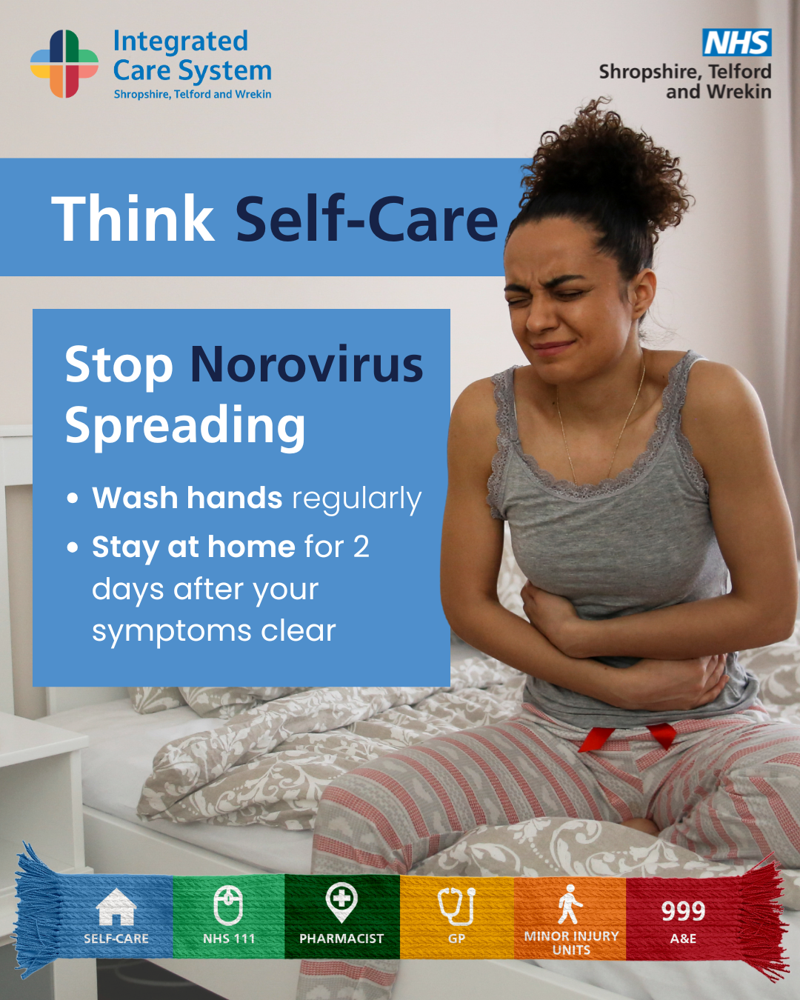 Integrated
Care System
Shropshire, Telford and Wrekin
NHS
Shropshire, Telford
and Wrekin
Think Self-Care
Stop Norovirus
Spreading
• Wash hands regularly
• Stay at home for 2
days after your
symptoms clear
SELF-CARE
NHS 111
PHARMACIST
GP
MINOR INJURY
UNITS
999
A&E